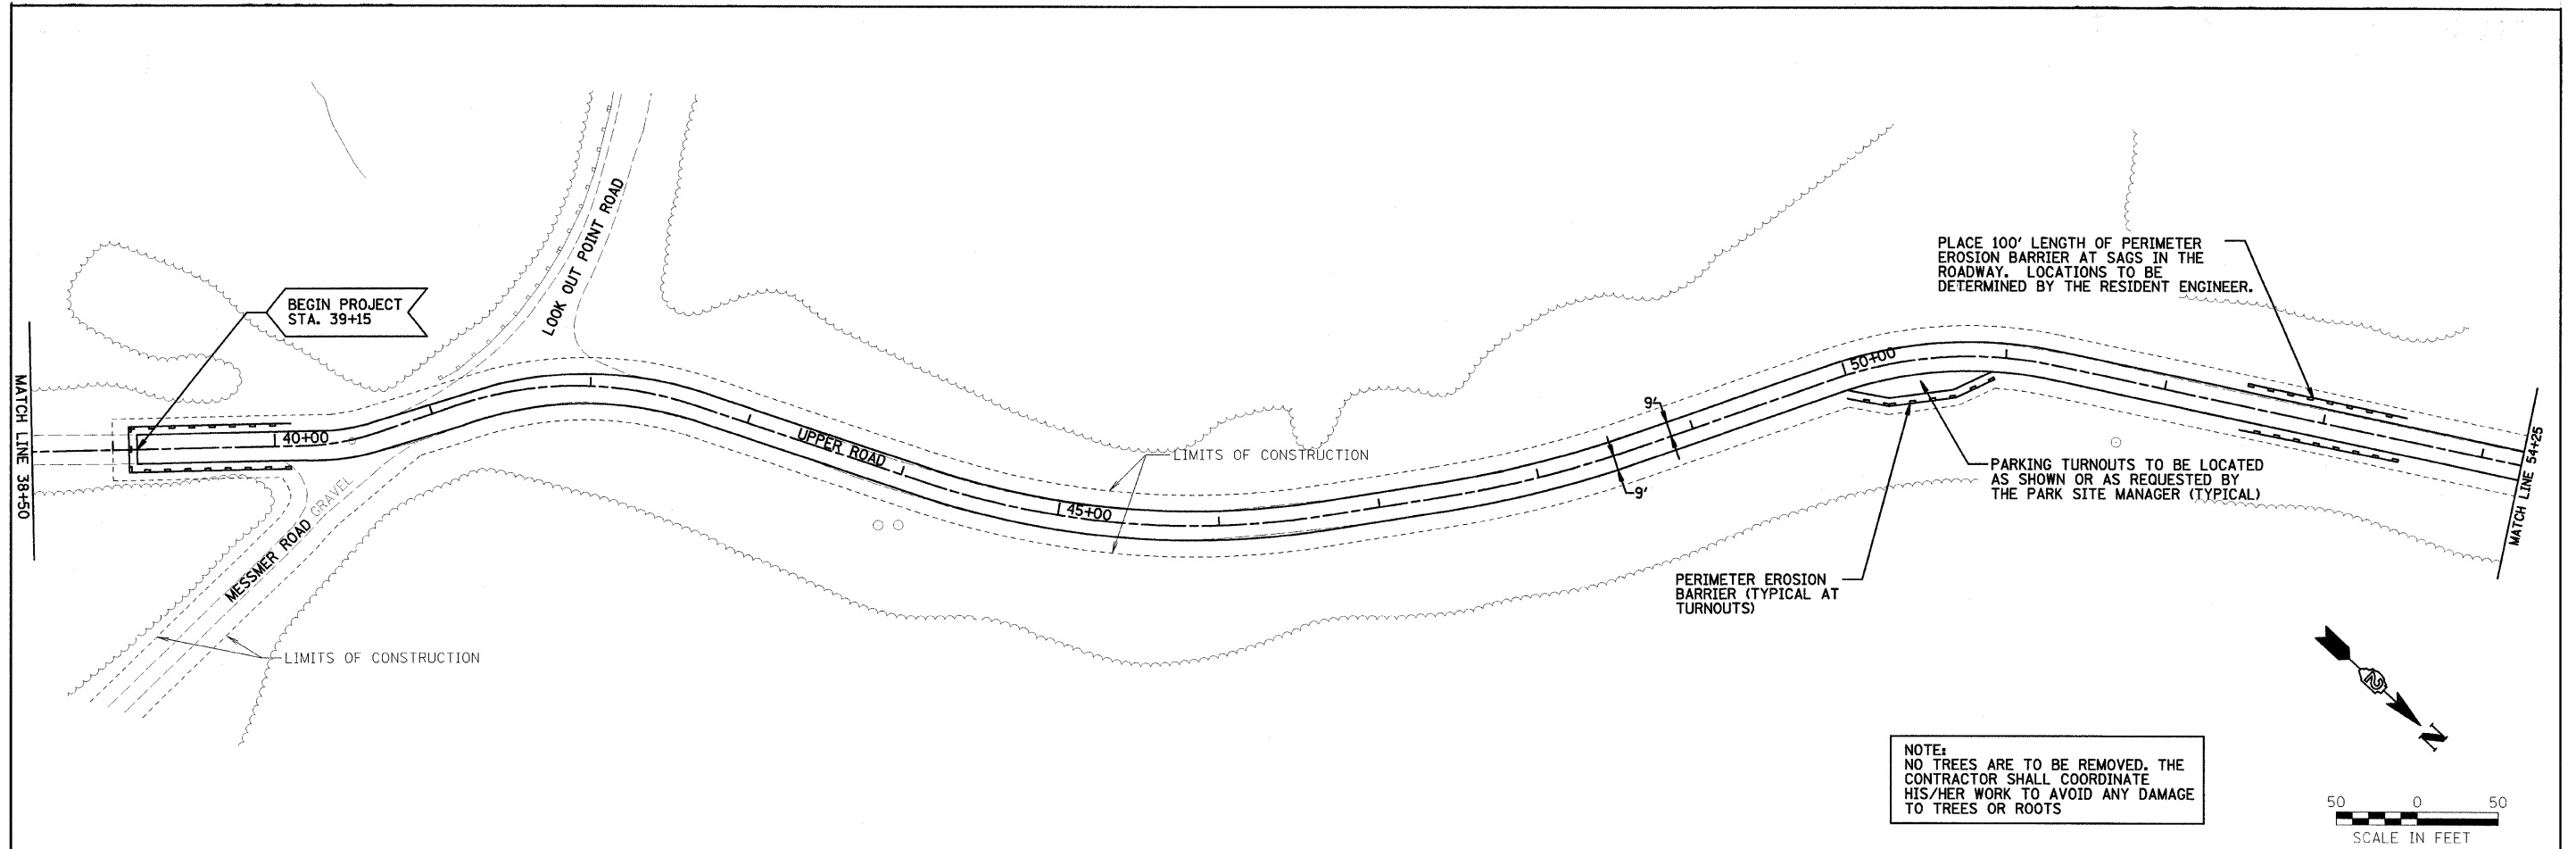 PLACE 100' LENGTH OF PERIMETER
EROSION BARRIER AT SAGS IN THE
ROADWAY. LOCATIONS TO BE
DETERMINED BY THE RESIDENT ENGINEER.
BEGIN PROJECT
STA. 39+15
LOOK OUT POINT ROAD
MATCH LINE 38+50
40+00
UPPER ROAD
LIMITS OF CONSTRUCTION
45+00
9'
9'
50+00
PARKING TURNOUTS TO BE LOCATED
AS SHOWN OR AS REQUESTED BY
THE PARK SITE MANAGER (TYPICAL)
MATCH LINE 54+25
MESSMER ROAD
GRAVEL
LIMITS OF CONSTRUCTION
PERIMETER EROSION
BARRIER (TYPICAL AT
TURNOUTS)
N
NOTE:
NO TREES ARE TO BE REMOVED. THE
CONTRACTOR SHALL COORDINATE
HIS/HER WORK TO AVOID ANY DAMAGE
TO TREES OR ROOTS
50 0 50
SCALE IN FEET